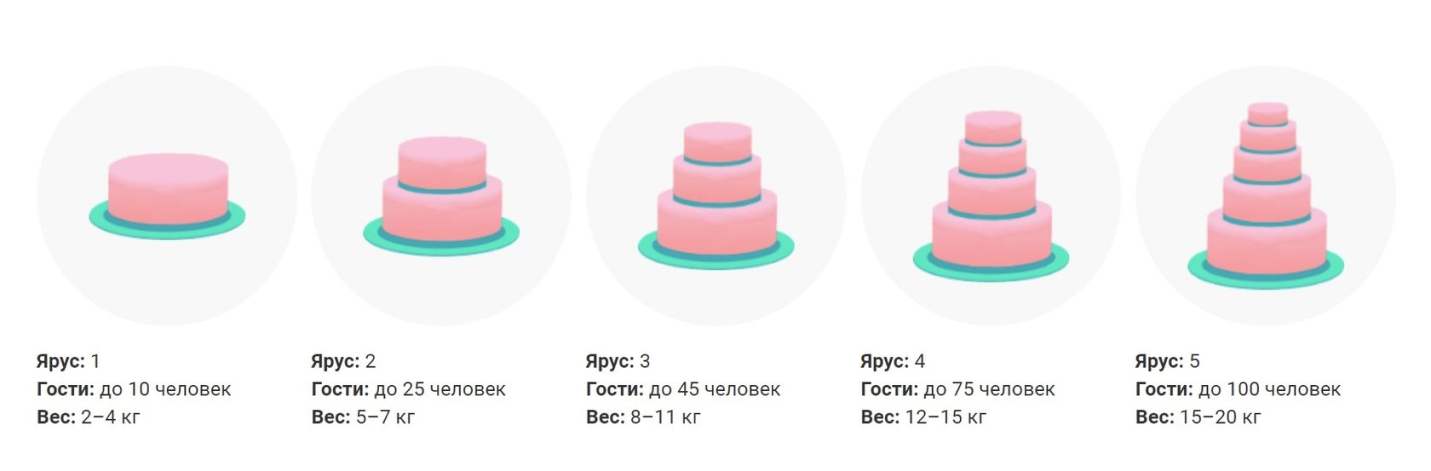 Ярус: 1
Гости: до 10 человек
Вес: 2–4 кг
Ярус: 2
Гости: до 25 человек
Вес: 5–7 кг
Ярус: 3
Гости: до 45 человек
Вес: 8–11 кг
Ярус: 4
Гости: до 75 человек
Вес: 12–15 кг
Ярус: 5
Гости: до 100 человек
Вес: 15–20 кг